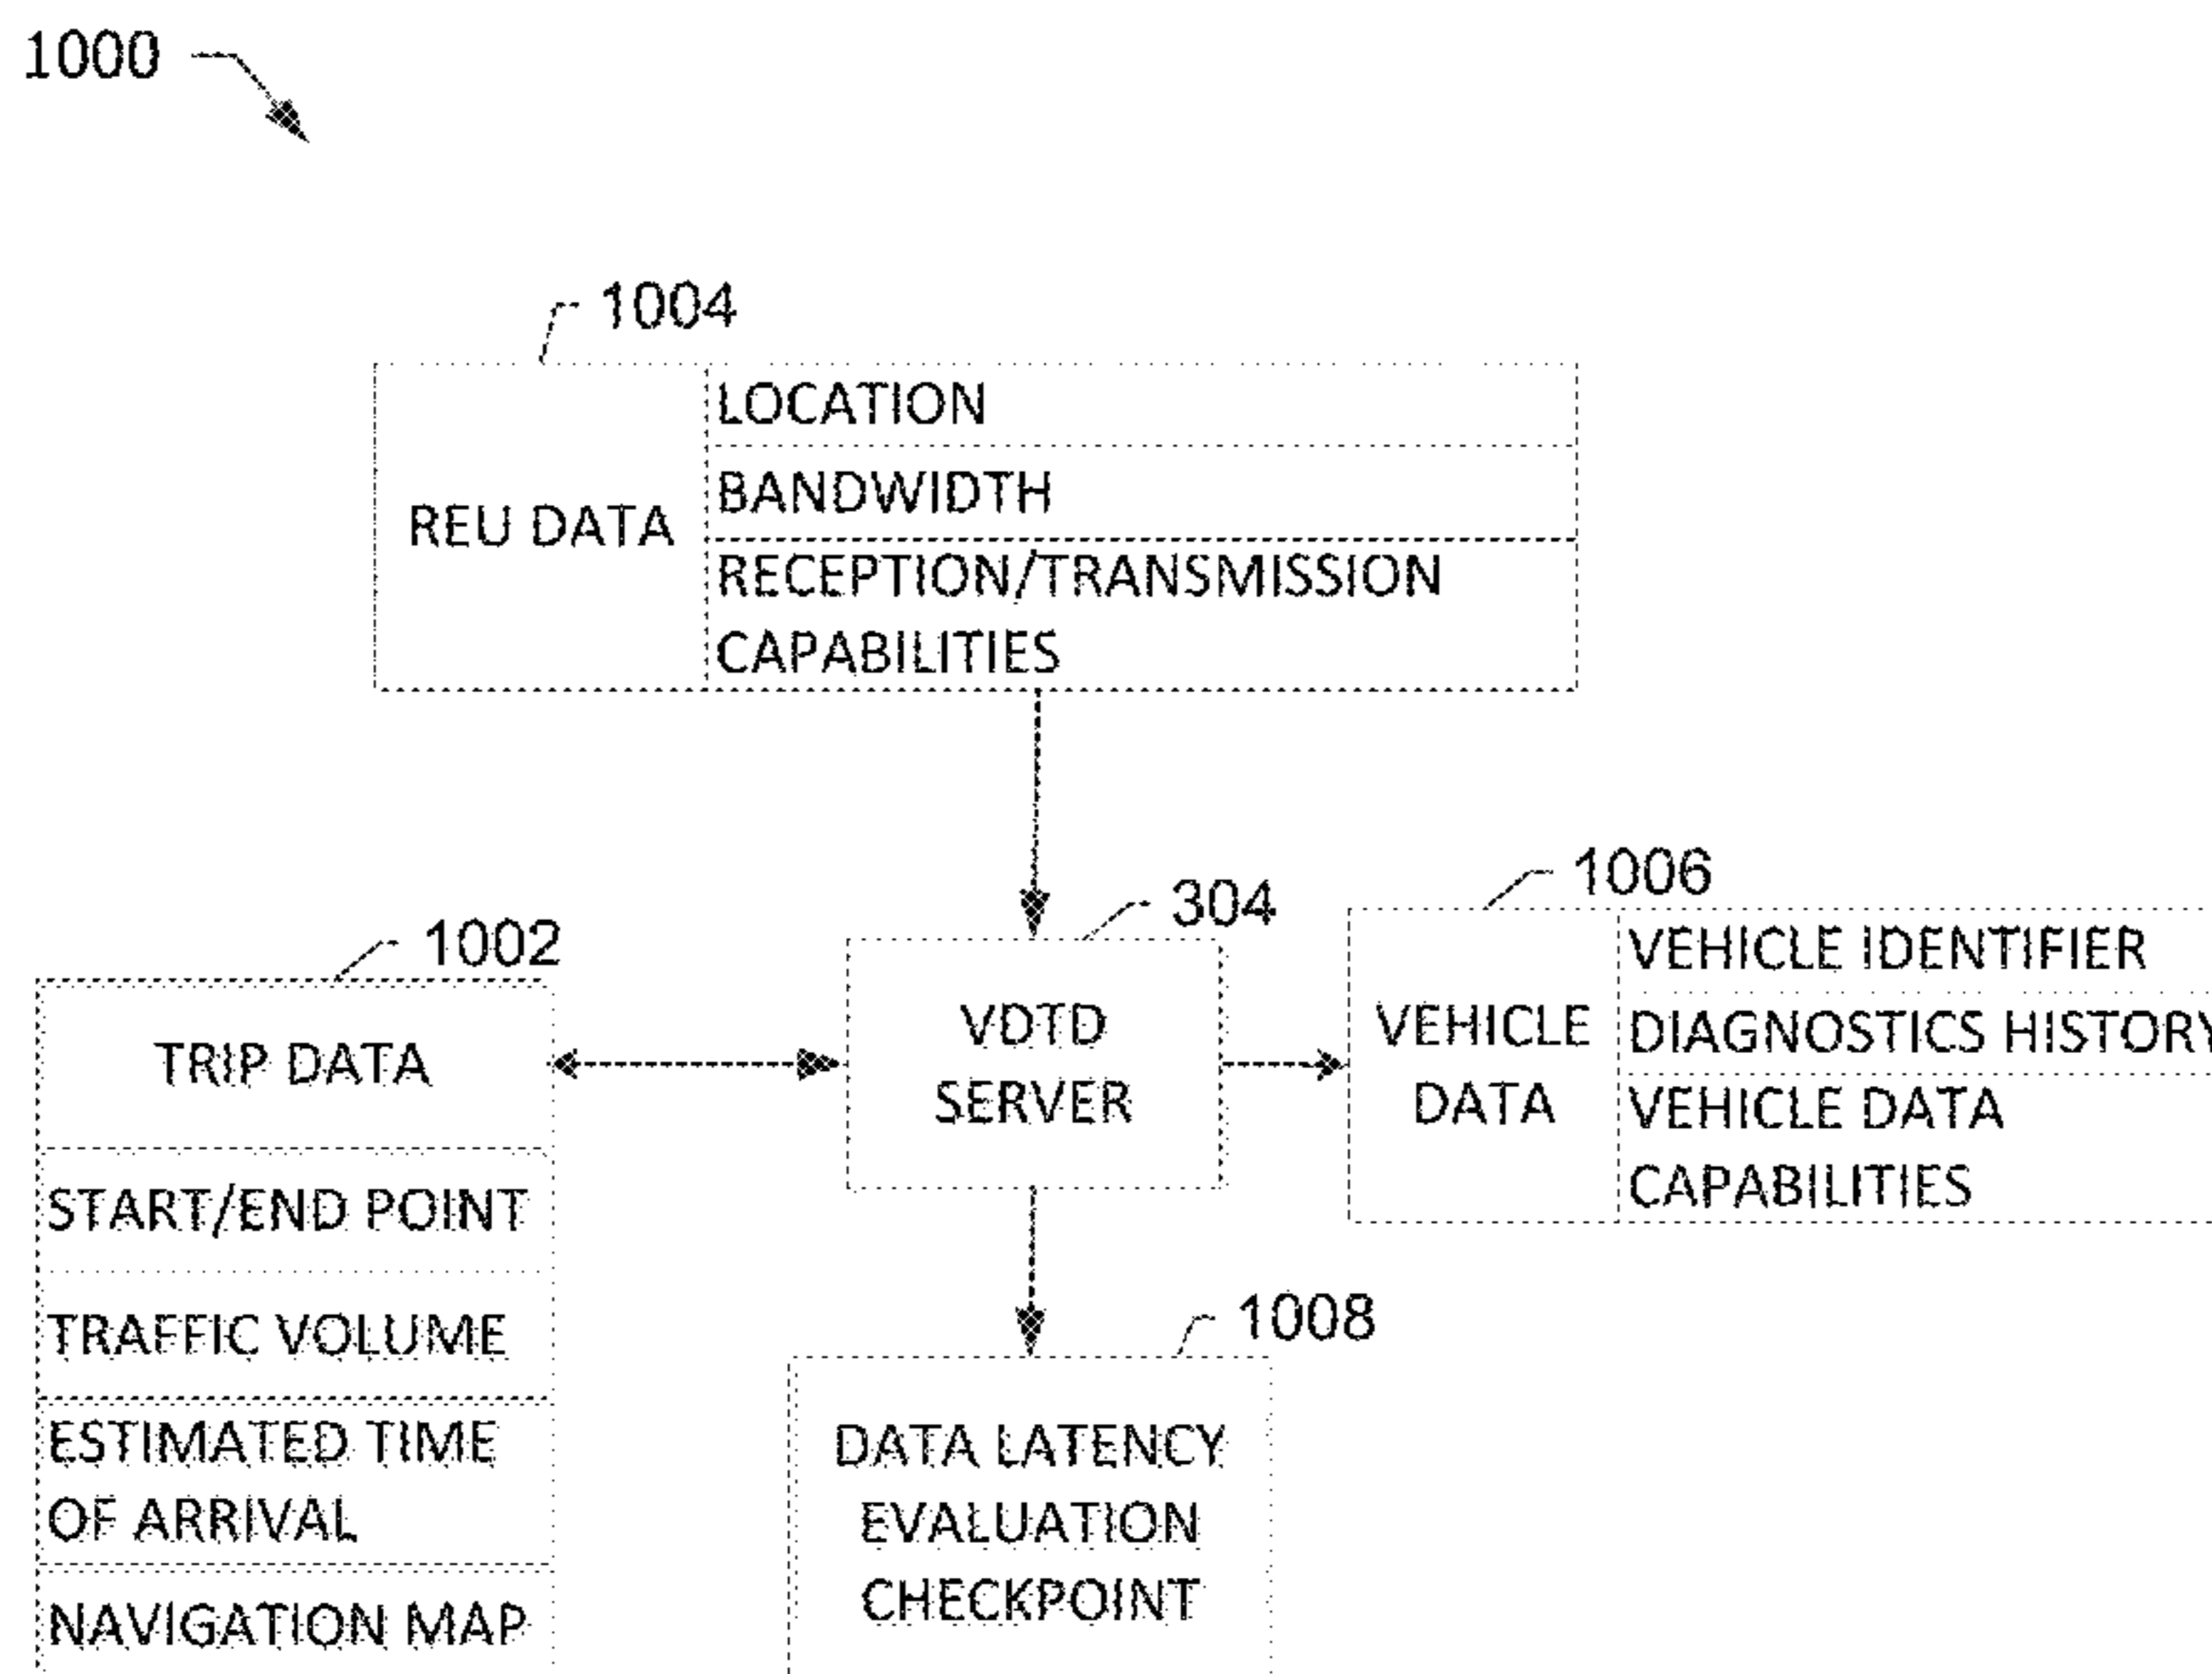 1000
1004
LOCATION
BANDWIDTH
REU DATA
RECEPTION/TRANSMISSION
CAPABILITIES
1006
304
1002
VEHICLE IDENTIFIER
VDTD
SERVER
VEHICLE
DATA
DIAGNOSTICS HISTORY
TRIP DATA
VEHICLE DATA
CAPABILITIES
START/END POINT
1008
TRAFFIC VOLUME
ESTIMATED TIME
OF ARRIVAL
DATA LATENCY
EVALUATION
CHECKPOINT
NAVIGATION MAP